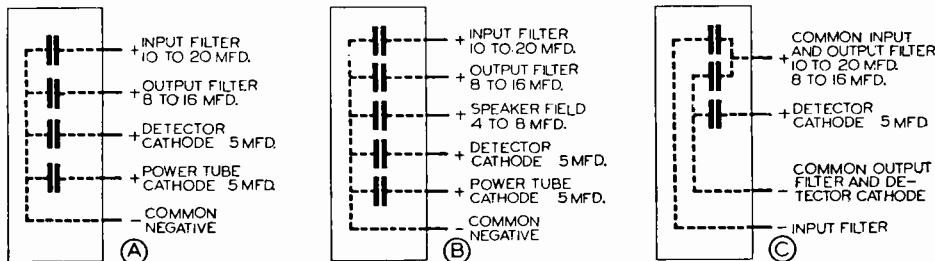 + INPUT FILTER
10 TO 20 MFD.
+ OUTPUT FILTER
8 TO 16 MFD.
+ DETECTOR
CATHODE 5 MFD.
+ POWER TUBE
CATHODE 5 MFD.
- COMMON
NEGATIVE
A
+ INPUT FILTER
10 TO 20 MFD.
+ OUTPUT FILTER
8 TO 16 MFD.
+ SPEAKER FIELD
4 TO 8 MFD.
+ DETECTOR
CATHODE 5 MFD.
+ POWER TUBE
CATHODE 5 MFD.
- COMMON
NEGATIVE
B
COMMON INPUT
+ AND OUTPUT FILTER
10 TO 20 MFD.
8 TO 16 MFD.
+ DETECTOR
CATHODE 5 MFD
COMMON OUTPUT
- FILTER AND DE-
TECTOR CATHODE
- INPUT FILTER
C